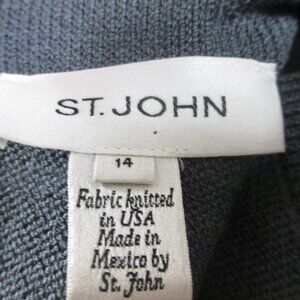 ST. JOHN
14
Fabric knitted
in USA
Made in
Mexico by
St. John